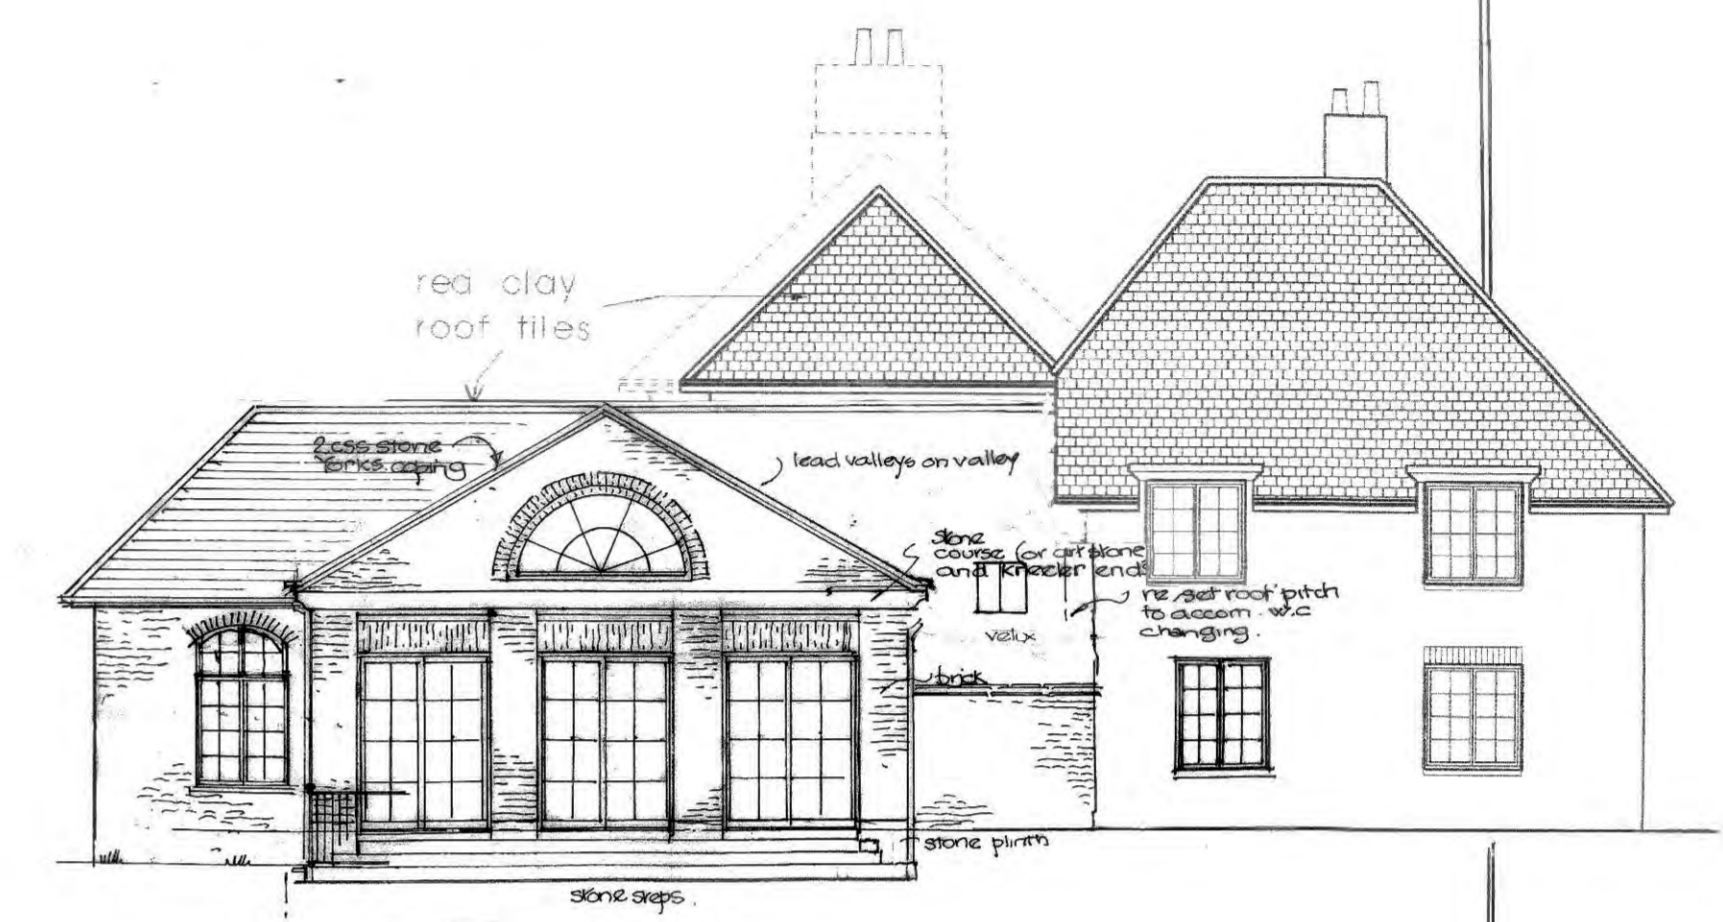 red clay
roof tiles
2 css stone
Yorks. coping
lead valleys on valley
stone
course (or art stone
and kneeler ends
velux
re set roof pitch
to accom. w.c
changing.
brick
stone plinth
stone steps.